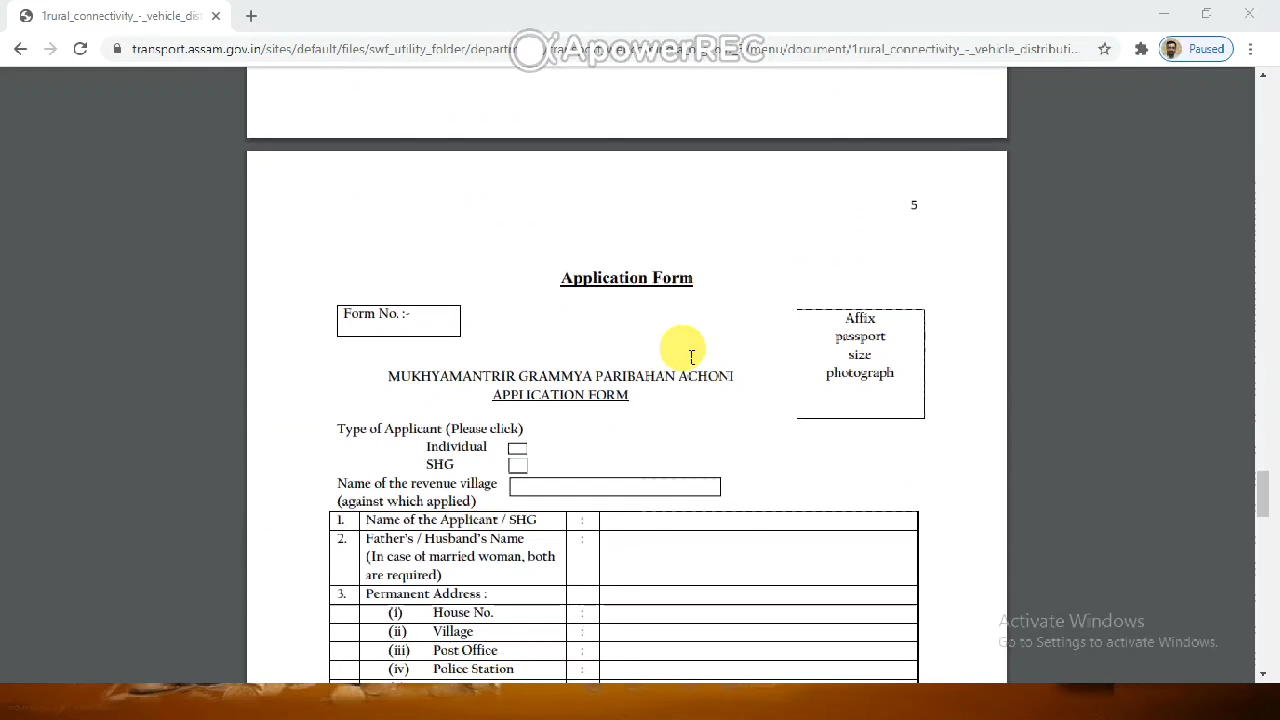 1rural_connectivity_-_vehicle_dis
transport.assam.gov.in/sites/default/files/swf_utility_folder/depar
menu/document/1rural_connectivity_-_vehicle_distributi...
Paused
ApowerREC
5
Application Form
Form No. :-
Affix
passport
size
photograph
MUKHYAMANTRIR GRAMMYA PARIBAHAN ACHONI
APPLICATION FORM
Type of Applicant (Please click)
Individual
SHG
Name of the revenue village
(against which applied)
1. Name of the Applicant / SHG :
2. Father's / Husband's Name :
(In case of married woman, both
are required)
3. Permanent Address :
(i) House No. :
(ii) Village :
(iii) Post Office :
(iv) Police Station :
Activate Windows
Go to Settings to activate Windows.